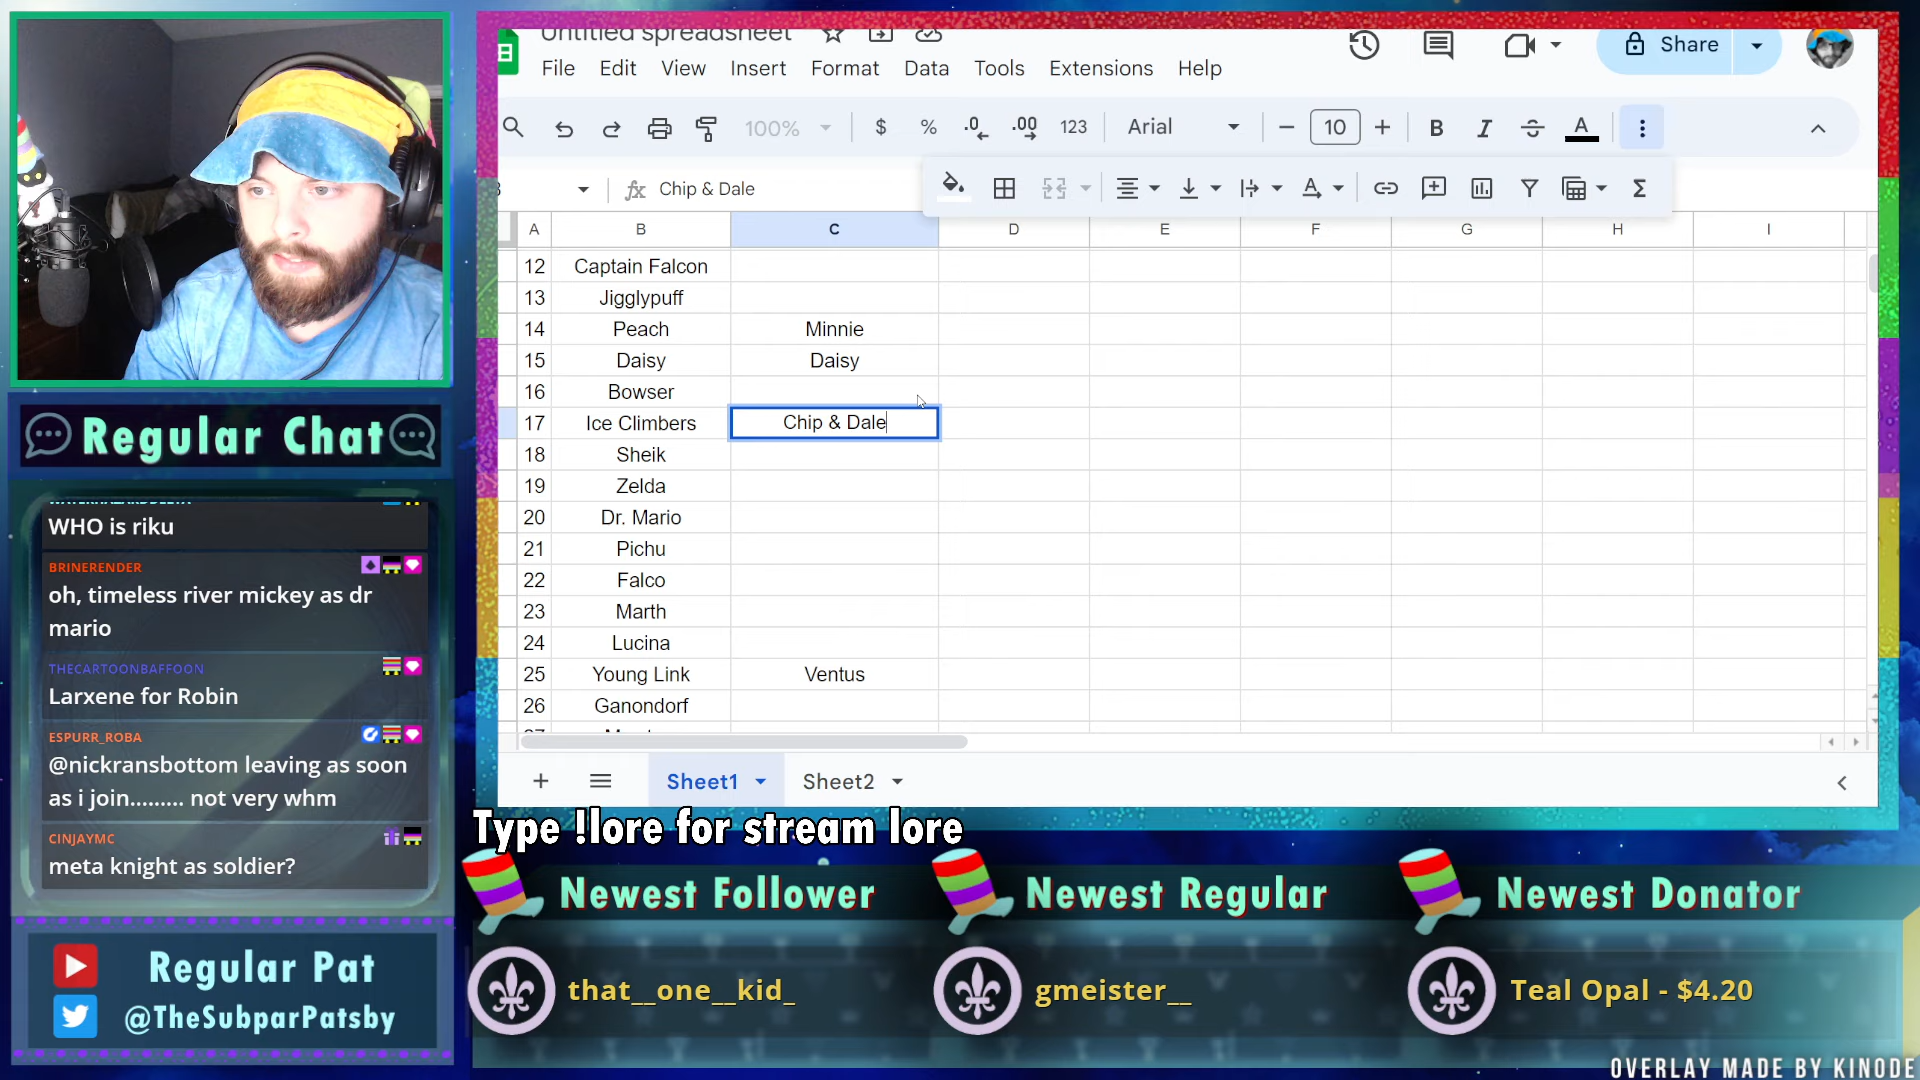 Untitled spreadsheet
File Edit View Insert Format Data Tools Extensions Help
Share
100% $ % .0 .00 123 Arial 10 B I A
fx Chip & Dale
A B C D E F G H I
12 Captain Falcon
13 Jigglypuff
14 Peach Minnie
15 Daisy Daisy
16 Bowser
17 Ice Climbers Chip & Dale
18 Sheik
19 Zelda
20 Dr. Mario
21 Pichu
22 Falco
23 Marth
24 Lucina
25 Young Link Ventus
26 Ganondorf
Sheet1 Sheet2
Regular Chat
WHO is riku
BRINERENDER
oh, timeless river mickey as dr
mario
THECARTOONBAFFOON
Larxene for Robin
ESPURR_ROBA
@nickransbottom leaving as soon
as i join......... not very whm
CINJAYMC
meta knight as soldier?
Regular Pat
@TheSubparPatsby
Type !lore for stream lore
Newest Follower
that__one__kid_
Newest Regular
gmeister__
Newest Donator
Teal Opal - $4.20
OVERLAY MADE BY KINODE